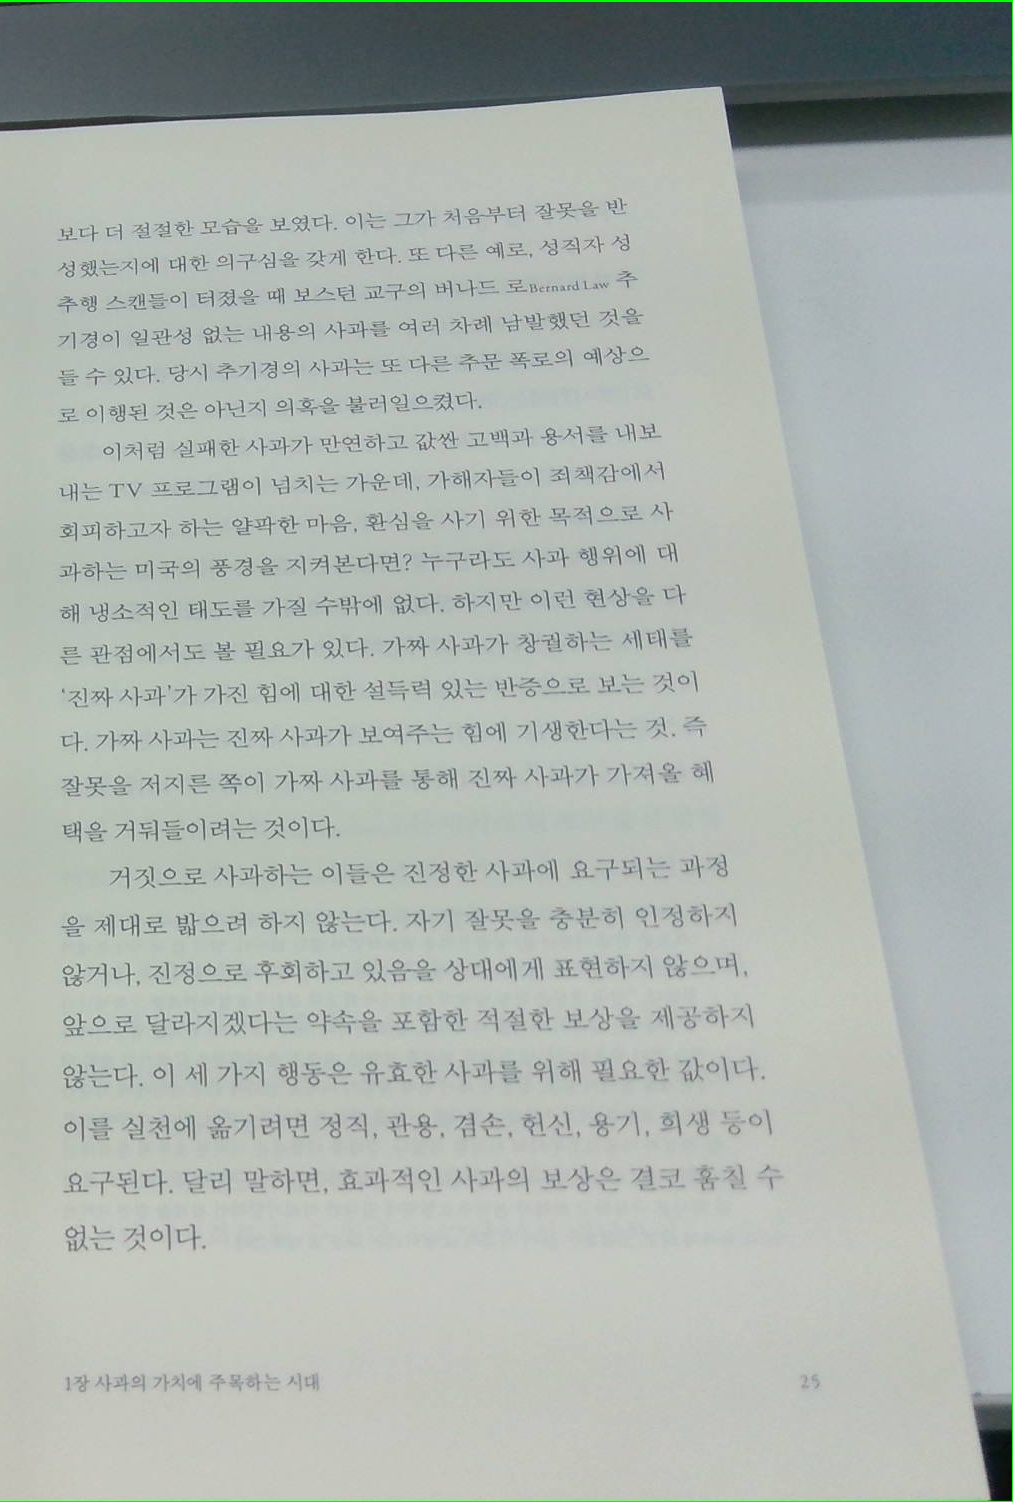 보다 더 절절한 모습을 보였다. 이는 그가 처음부터 잘못을 반
성했는지에 대한 의구심을 갖게 한다. 또 다른 예로, 성직자 성
추행 스캔들이 터졌을 때 보스턴 교구의 버나드 로Bernard Law 추
기경이 일관성 없는 내용의 사과를 여러 차례 남발했던 것을
들 수 있다. 당시 추기경의 사과는 또 다른 추문 폭로의 예상으
로 이행된 것은 아닌지 의혹을 불러일으켰다.
이처럼 실패한 사과가 만연하고 값싼 고백과 용서를 내보
내는 TV 프로그램이 넘치는 가운데, 가해자들이 죄책감에서
회피하고자 하는 얄팍한 마음, 환심을 사기 위한 목적으로 사
과하는 미국의 풍경을 지켜본다면? 누구라도 사과 행위에 대
해 냉소적인 태도를 가질 수밖에 없다. 하지만 이런 현상을 다
른 관점에서도 볼 필요가 있다. 가짜 사과가 창궐하는 세태를
‘진짜 사과’가 가진 힘에 대한 설득력 있는 반증으로 보는 것이
다. 가짜 사과는 진짜 사과가 보여주는 힘에 기생한다는 것. 즉
잘못을 저지른 쪽이 가짜 사과를 통해 진짜 사과가 가져올 혜
택을 거둬들이려는 것이다.
거짓으로 사과하는 이들은 진정한 사과에 요구되는 과정
을 제대로 밟으려 하지 않는다. 자기 잘못을 충분히 인정하지
않거나, 진정으로 후회하고 있음을 상대에게 표현하지 않으며,
앞으로 달라지겠다는 약속을 포함한 적절한 보상을 제공하지
않는다. 이 세 가지 행동은 유효한 사과를 위해 필요한 값이다.
이를 실천에 옮기려면 정직, 관용, 겸손, 헌신, 용기, 희생 등이
요구된다. 달리 말하면, 효과적인 사과의 보상은 결코 훔칠 수
없는 것이다.
1장 사과의 가치에 주목하는 시대 25